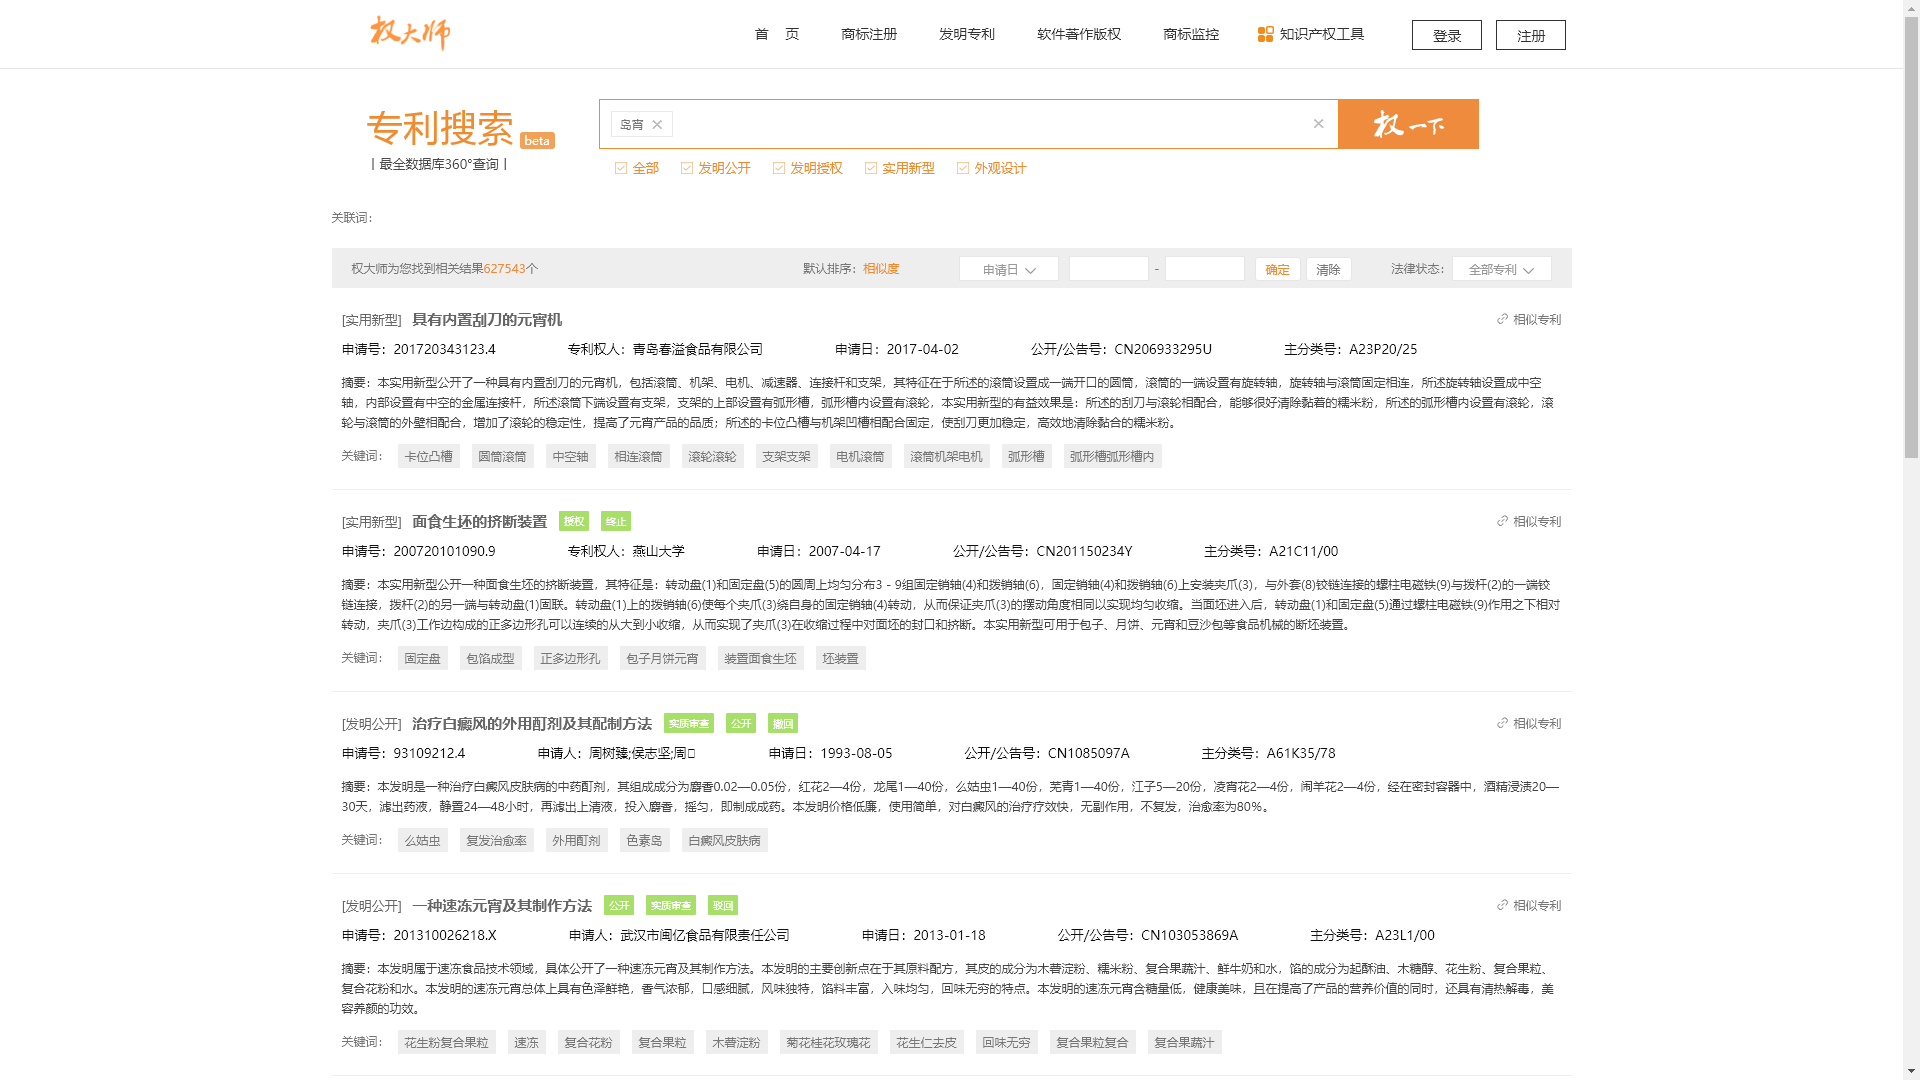 权大师
首 页
商标注册
发明专利
软件著作版权
商标监控
知识产权工具
登录
注册
专利搜索 beta
最全数据库360°查询
岛宵
权一下
全部
发明公开
发明授权
实用新型
外观设计
关联词:
权大师为您找到相关结果627543个
默认排序：相似度
申请日
-
确定
清除
法律状态：
全部专利
[实用新型] 具有内置刮刀的元宵机
相似专利
申请号：201720343123.4 专利权人：青岛春溢食品有限公司 申请日：2017-04-02 公开/公告号：CN206933295U 主分类号：A23P20/25
摘要：本实用新型公开了一种具有内置刮刀的元宵机，包括滚筒、机架、电机、减速器、连接杆和支架，其特征在于所述的滚筒设置成一端开口的圆筒，滚筒的一端设置有旋转轴，旋转轴与滚筒固定相连，所述旋转轴设置成中空
轴，内部设置有中空的金属连接杆，所述滚筒下端设置有支架，支架的上部设置有弧形槽，弧形槽内设置有滚轮，本实用新型的有益效果是：所述的刮刀与滚轮相配合，能够很好清除黏着的糯米粉，所述的弧形槽内设置有滚轮，滚
轮与滚筒的外壁相配合，增加了滚轮的稳定性，提高了元宵产品的品质；所述的卡位凸槽与机架凹槽相配合固定，使刮刀更加稳定，高效地清除黏合的糯米粉。
关键词： 卡位凸槽 圆筒滚筒 中空轴 相连滚筒 滚轮滚轮 支架支架 电机滚筒 滚筒机架电机 弧形槽 弧形槽弧形槽内
[实用新型] 面食生坯的挤断装置 授权 终止
相似专利
申请号：200720101090.9 专利权人：燕山大学 申请日：2007-04-17 公开/公告号：CN201150234Y 主分类号：A21C11/00
摘要：本实用新型公开一种面食生坯的挤断装置，其特征是：转动盘(1)和固定盘(5)的圆周上均匀分布3－9组固定销轴(4)和拨销轴(6)，固定销轴(4)和拨销轴(6)上安装夹爪(3)，与外套(8)铰链连接的螺柱电磁铁(9)与拨杆(2)的一端铰
链连接，拨杆(2)的另一端与转动盘(1)固联。转动盘(1)上的拨销轴(6)使每个夹爪(3)绕自身的固定销轴(4)转动，从而保证夹爪(3)的摆动角度相同以实现均匀收缩。当面坯进入后，转动盘(1)和固定盘(5)通过螺柱电磁铁(9)作用之下相对
转动，夹爪(3)工作边构成的正多边形孔可以连续的从大到小收缩，从而实现了夹爪(3)在收缩过程中对面坯的封口和挤断。本实用新型可用于包子、月饼、元宵和豆沙包等食品机械的断坯装置。
关键词： 固定盘 包馅成型 正多边形孔 包子月饼元宵 装置面食生坯 坯装置
[发明公开] 治疗白癜风的外用酊剂及其配制方法 实质审查 公开 撤回
相似专利
申请号：93109212.4 申请人：周树臻;侯志坚;周 申请日：1993-08-05 公开/公告号：CN1085097A 主分类号：A61K35/78
摘要：本发明是一种治疗白癜风皮肤病的中药酊剂，其组成成分为麝香0.02—0.05份，红花2—4份，龙尾1—40份，么姑虫1—40份，芜青1—40份，江子5—20份，凌宵花2—4份，闹羊花2—4份，经在密封容器中，酒精浸渍20—
30天，滤出药液，静置24—48小时，再滤出上清液，投入麝香，摇匀，即制成成药。本发明价格低廉，使用简单，对白癜风的治疗疗效快，无副作用，不复发，治愈率为80％。
关键词： 么姑虫 复发治愈率 外用酊剂 色素岛 白癜风皮肤病
[发明公开] 一种速冻元宵及其制作方法 公开 实质审查 驳回
相似专利
申请号：201310026218.X 申请人：武汉市闽亿食品有限责任公司 申请日：2013-01-18 公开/公告号：CN103053869A 主分类号：A23L1/00
摘要：本发明属于速冻食品技术领域，具体公开了一种速冻元宵及其制作方法。本发明的主要创新点在于其原料配方，其皮的成分为木薯淀粉、糯米粉、复合果蔬汁、鲜牛奶和水，馅的成分为起酥油、木糖醇、花生粉、复合果粒、
复合花粉和水。本发明的速冻元宵总体上具有色泽鲜艳，香气浓郁，口感细腻，风味独特，馅料丰富，入味均匀，回味无穷的特点。本发明的速冻元宵含糖量低，健康美味，且在提高了产品的营养价值的同时，还具有清热解毒，美
容养颜的功效。
关键词： 花生粉复合果粒 速冻 复合花粉 复合果粒 木薯淀粉 菊花桂花玫瑰花 花生仁去皮 回味无穷 复合果粒复合 复合果蔬汁